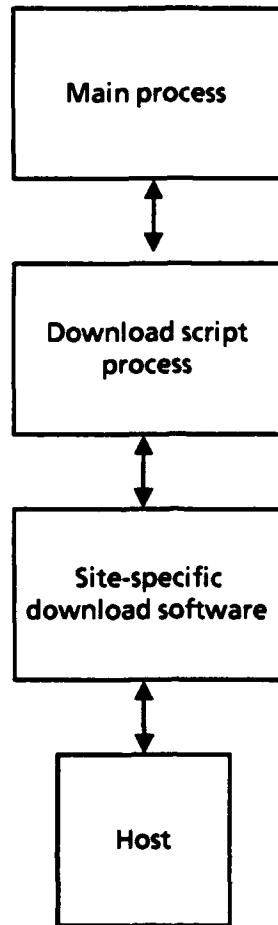 Main process
Download script
process
Site-specific
download software
Host